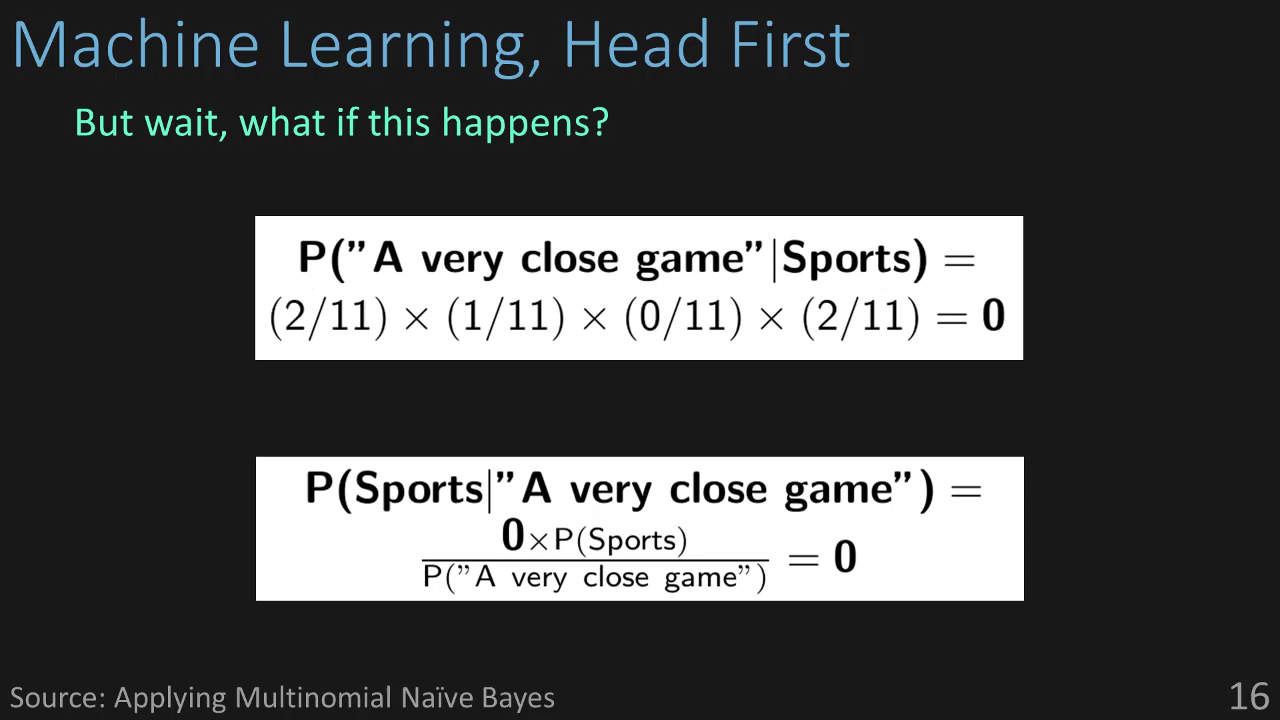 Machine Learning, Head First
But wait, what if this happens?
P(”A very close game”|Sports) =
(2/11) × (1/11) × (0/11) × (2/11) = 0
P(Sports|”A very close game”) =
0×P(Sports)
P(”A very close game”)
= 0
Source: Applying Multinomial Naïve Bayes
16